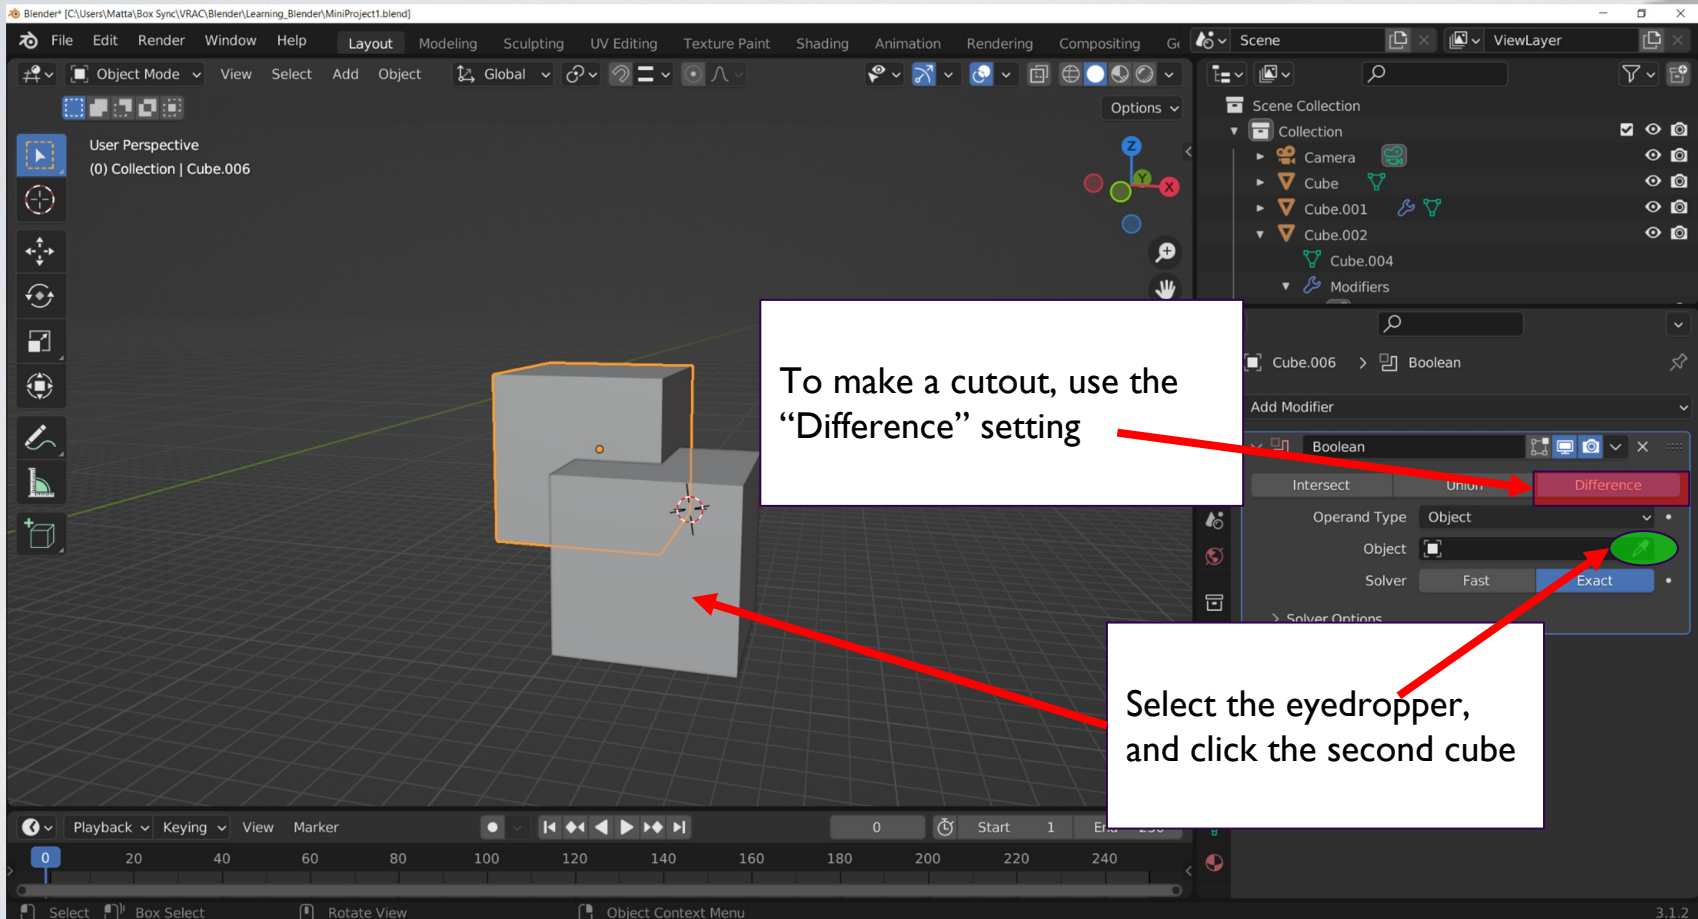 Blender* [C:\Users\Matta\Box Sync\VRAC\Blender\Learning_Blender\MiniProject1.blend]
File Edit Render Window Help Layout Modeling Sculpting UV Editing Texture Paint Shading Animation Rendering Compositing Ge Scene ViewLayer
Object Mode View Select Add Object Global
Options
User Perspective
(0) Collection | Cube.006
Z
Y
X
Scene Collection
Collection
Camera
Cube
Cube.001
Cube.002
Cube.004
Modifiers
Cube.006 > Boolean
Add Modifier
Boolean
Intersect Union Difference
Operand Type Object
Object
Solver Fast Exact
Solver Options
To make a cutout, use the
“Difference” setting
Select the eyedropper,
and click the second cube
Playback Keying View Marker 0 Start 1 End 250
0 20 40 60 80 100 120 140 160 180 200 220 240
Select Box Select Rotate View Object Context Menu 3.1.2